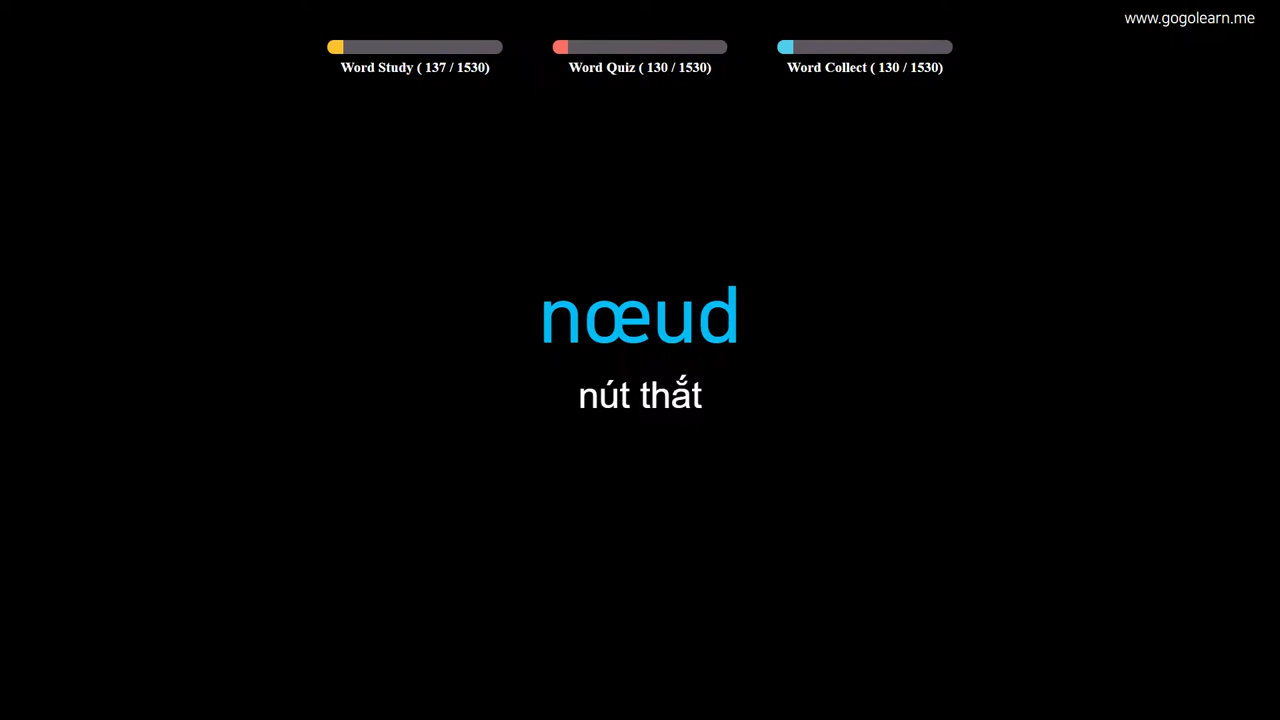 www.gogolearn.me
Word Study ( 137 / 1530)
Word Quiz ( 130 / 1530)
Word Collect ( 130 / 1530)
nœud
nút thắt